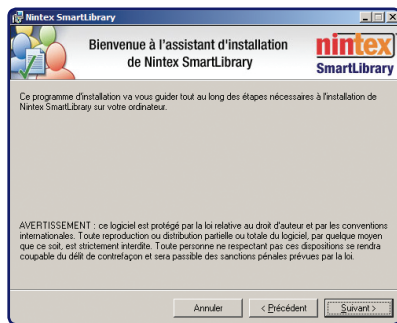 Nintex SmartLibrary
Bienvenue à l'assistant d'installation
de Nintex SmartLibrary
nintex
SmartLibrary
Ce programme d'installation va vous guider tout au long des étapes nécessaires à l'installation de
Nintex SmartLibrary sur votre ordinateur.
AVERTISSEMENT : ce logiciel est protégé par la loi relative au droit d'auteur et par les conventions
internationales. Toute reproduction ou distribution partielle ou totale du logiciel, par quelque moyen
que ce soit, est strictement interdite. Toute personne ne respectant pas ces dispositions se rendra
coupable du délit de contrefaçon et sera passible des sanctions pénales prévues par la loi.
Annuler
< Précédent
Suivant >